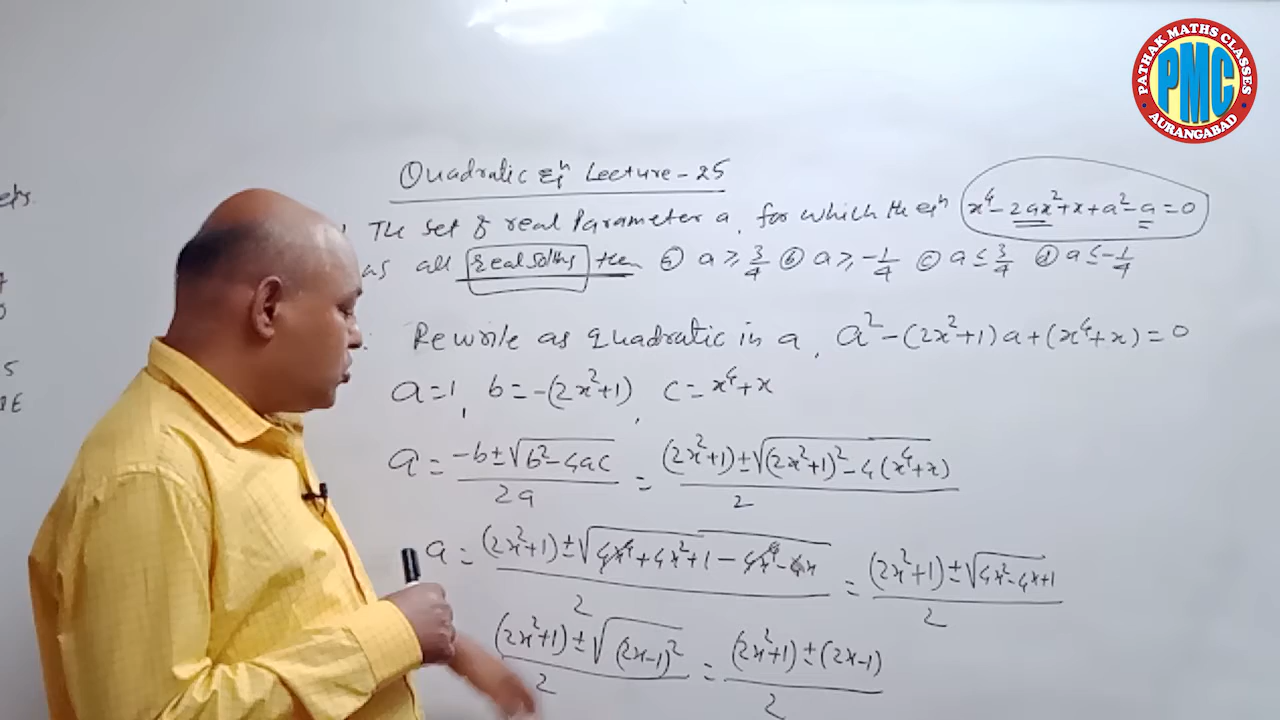 PATHAK MATHS CLASSES
PMC
AURANGABAD
Quadratic Eqⁿ Lecture - 25
The set of real Parameter a, for which the eqⁿ x⁴ - 2ax² + x + a² - a = 0
as all real solⁿs then ⓐ a ≥ 3/4 ⓑ a ≥ -1/4 ⓒ a ≤ 3/4 ⓓ a ≤ -1/4
Rewrite as quadratic in a, a² - (2x²+1)a + (x⁴+x) = 0
a = 1, b = -(2x²+1), c = x⁴+x
a = (-b ± √(b²-4ac))/2a = ((2x²+1) ± √((2x²+1)² - 4(x⁴+x)))/2
a = ((2x²+1) ± √(4x⁴+4x²+1-4x⁴-4x))/2 = ((2x²+1) ± √(4x²-4x+1))/2
((2x²+1) ± √((2x-1)²))/2 = ((2x²+1) ± (2x-1))/2